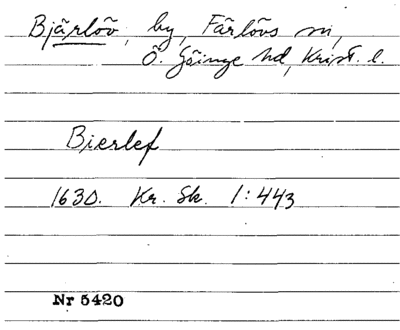 Bjärlöv, by, Färlövs sn,
Ö. Göinge hd, Krist. l.
Bierlef
1630. Kr. Sk. 1:443
Nr 5420